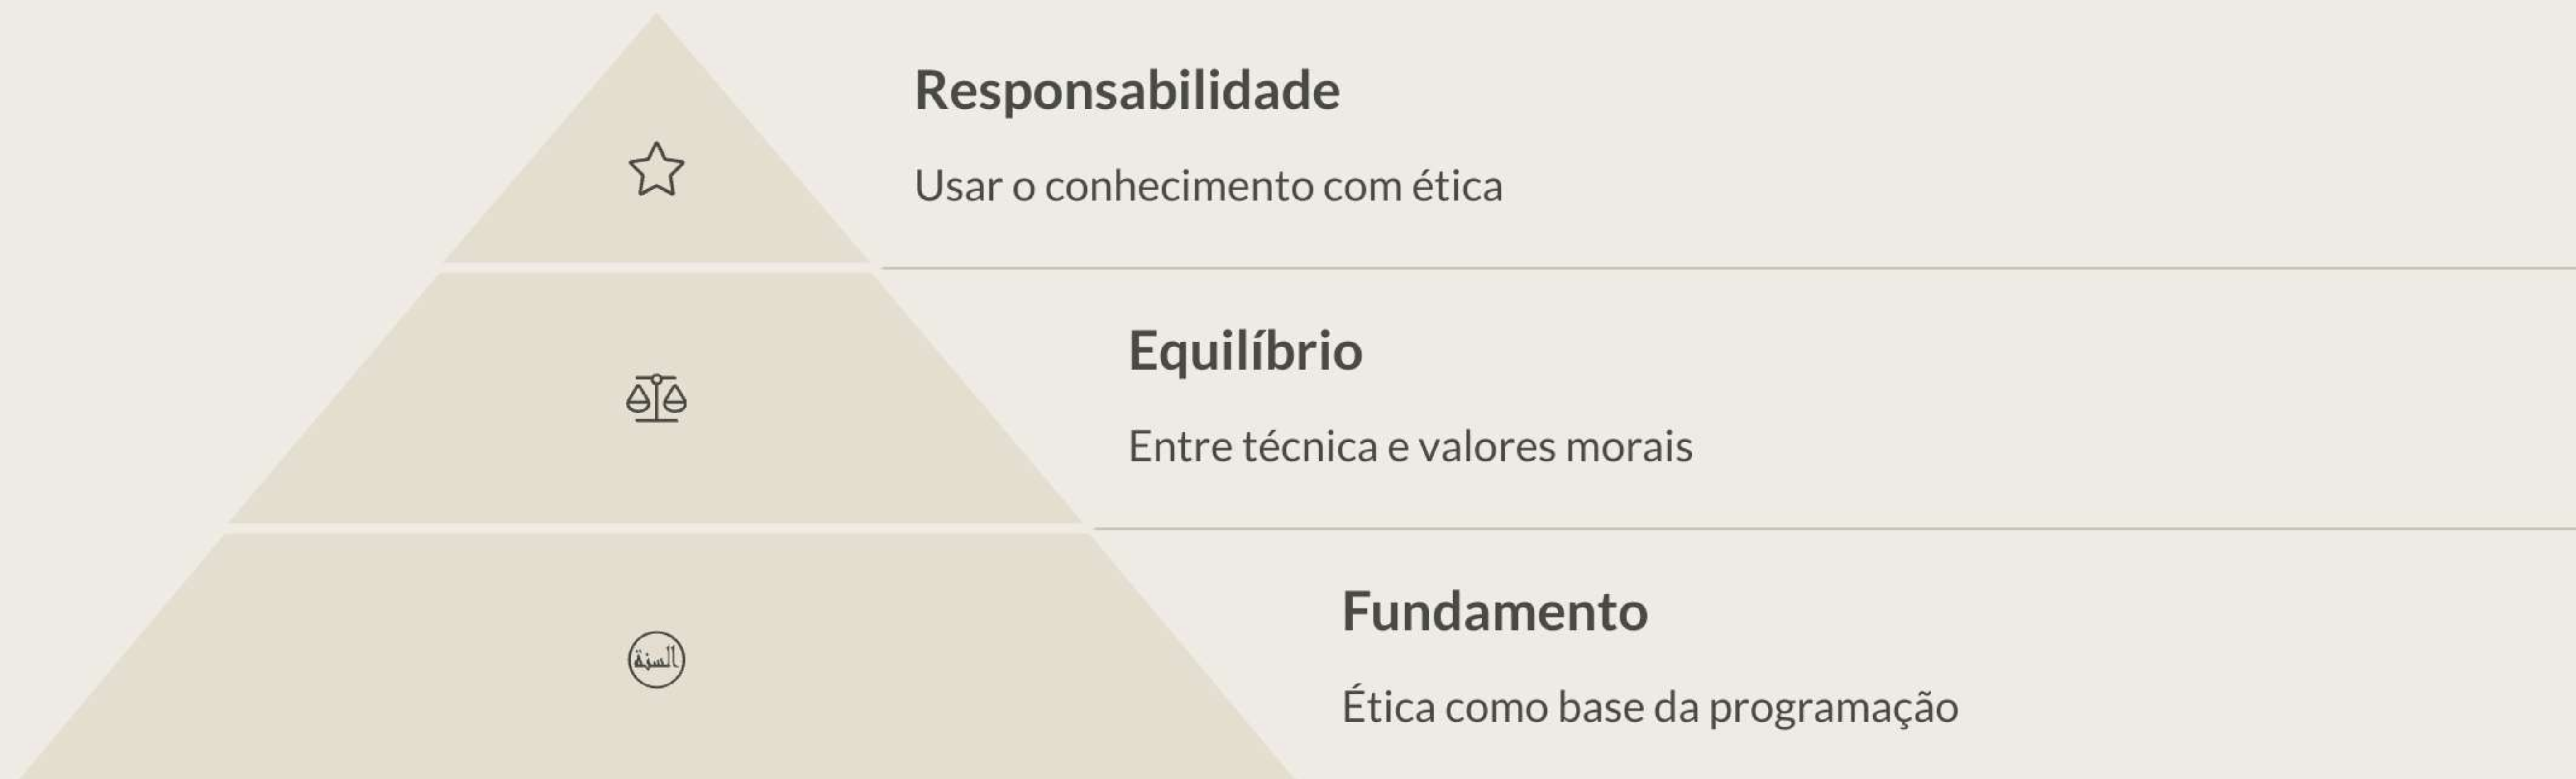 Responsabilidade
Usar o conhecimento com ética
Equilíbrio
Entre técnica e valores morais
السنة
Fundamento
Ética como base da programação